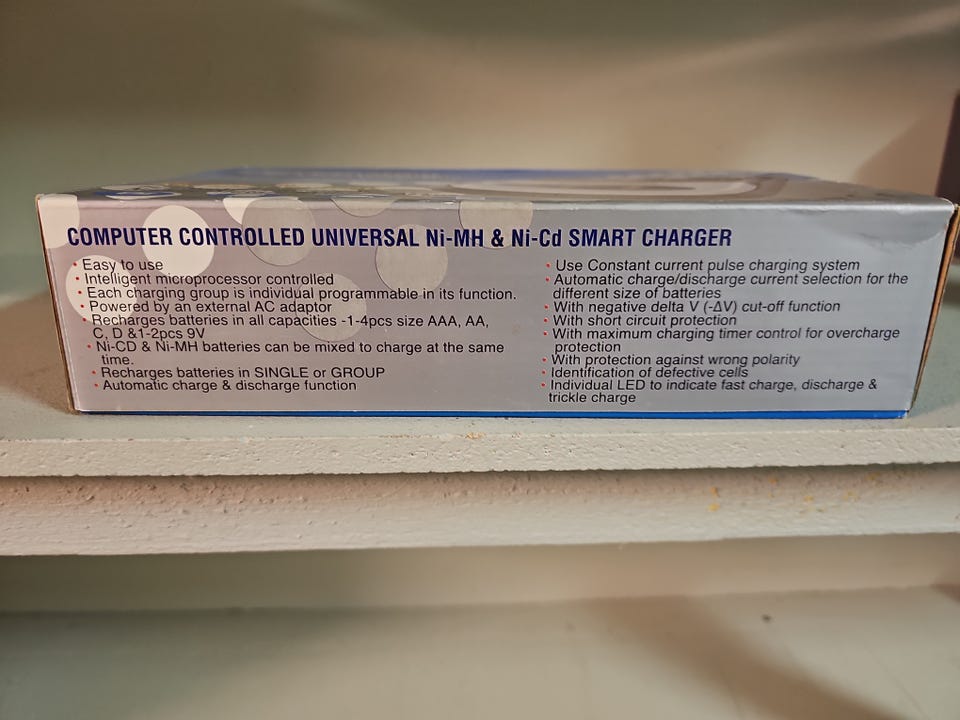 COMPUTER CONTROLLED UNIVERSAL Ni-MH & Ni-Cd SMART CHARGER
• Easy to use
• Intelligent microprocessor controlled
• Each charging group is individual programmable in its function.
• Powered by an external AC adaptor
• Recharges batteries in all capacities -1-4pcs size AAA, AA,
C, D &1-2pcs 9V
• Ni-CD & Ni-MH batteries can be mixed to charge at the same
time.
• Recharges batteries in SINGLE or GROUP
• Automatic charge & discharge function
• Use Constant current pulse charging system
• Automatic charge/discharge current selection for the
different size of batteries
• With negative delta V (-ΔV) cut-off function
• With short circuit protection
• With maximum charging timer control for overcharge
protection
• With protection against wrong polarity
• Identification of defective cells
• Individual LED to indicate fast charge, discharge &
trickle charge